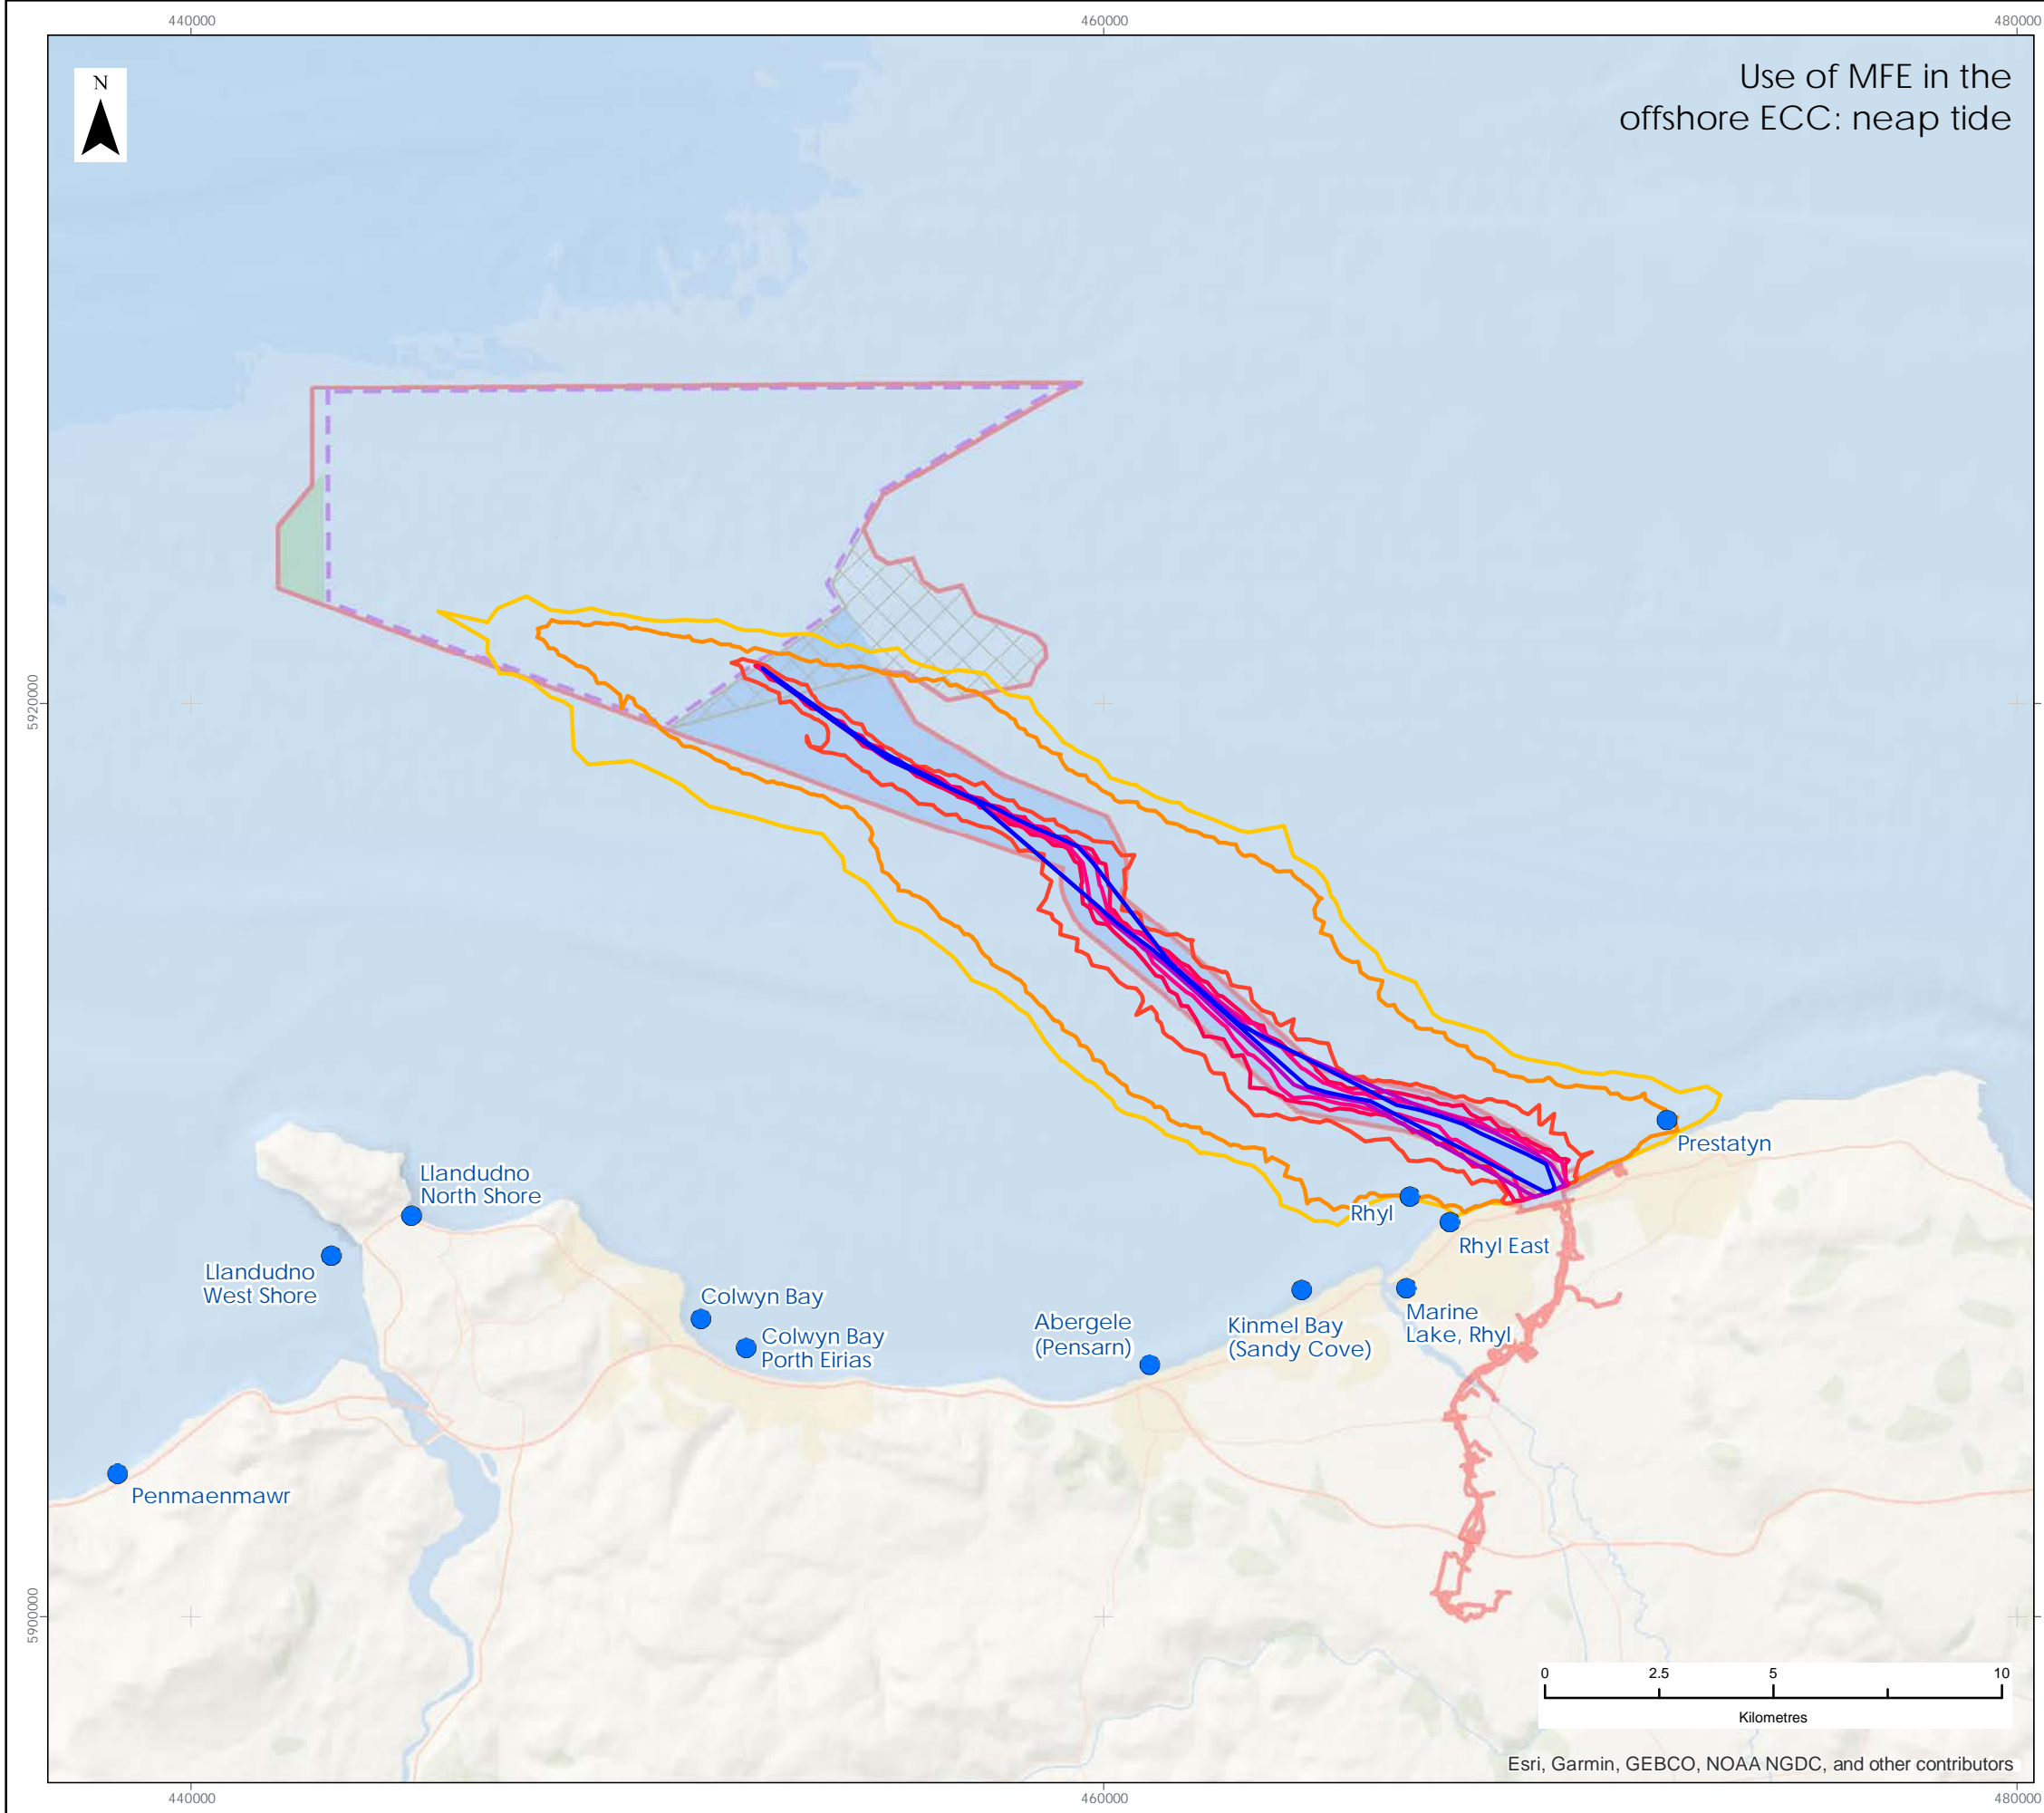 440000
460000
480000
N
Use of MFE in the
offshore ECC: neap tide
5920000
Prestatyn
Llandudno
North Shore
Rhyl
Rhyl East
Llandudno
West Shore
Colwyn Bay
Colwyn Bay
Porth Eirias
Abergele
(Pensarn)
Kinmel Bay
(Sandy Cove)
Marine
Lake, Rhyl
Penmaenmawr
5900000
0
2.5
5
10
Kilometres
Esri, Garmin, GEBCO, NOAA NGDC, and other contributors
440000
460000
480000